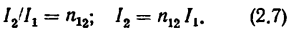 I₂/I₁ = n₁₂; I₂ = n₁₂ I₁. (2.7)